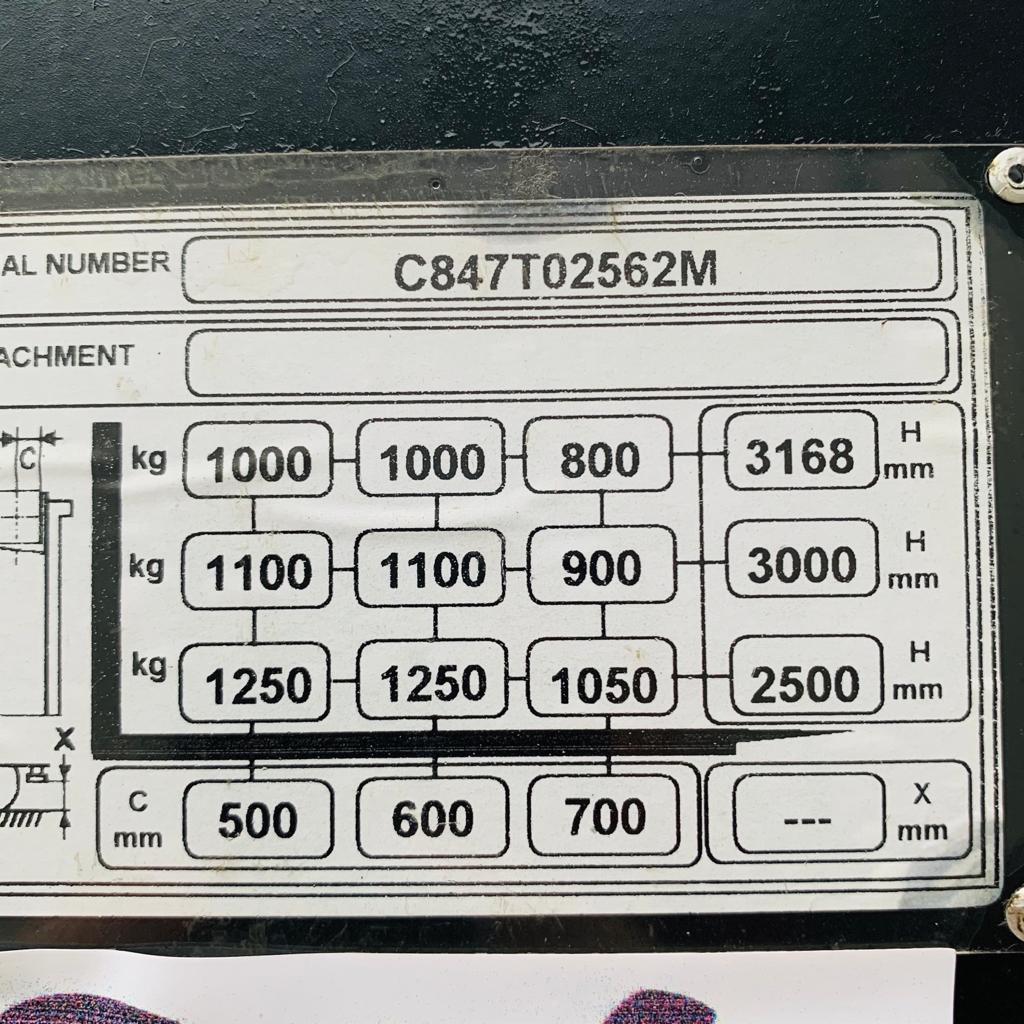 AL NUMBER C847T02562M
ACHMENT
C
kg 1000 1000 800 3168 H mm
kg 1100 1100 900 3000 H mm
kg 1250 1250 1050 2500 H mm
X
C mm 500 600 700 --- X mm